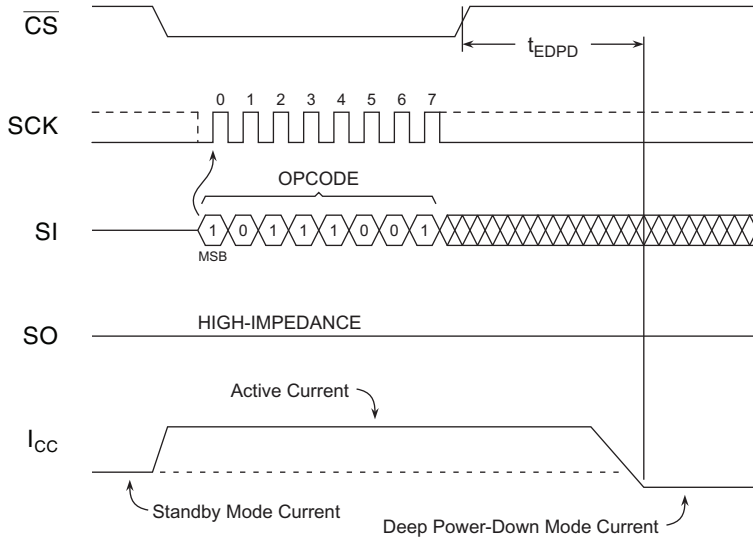 CS
tEDPD
0 1 2 3 4 5 6 7
SCK
OPCODE
SI
1 0 1 1 1 0 0 1
MSB
HIGH-IMPEDANCE
SO
Active Current
ICC
Standby Mode Current
Deep Power-Down Mode Current